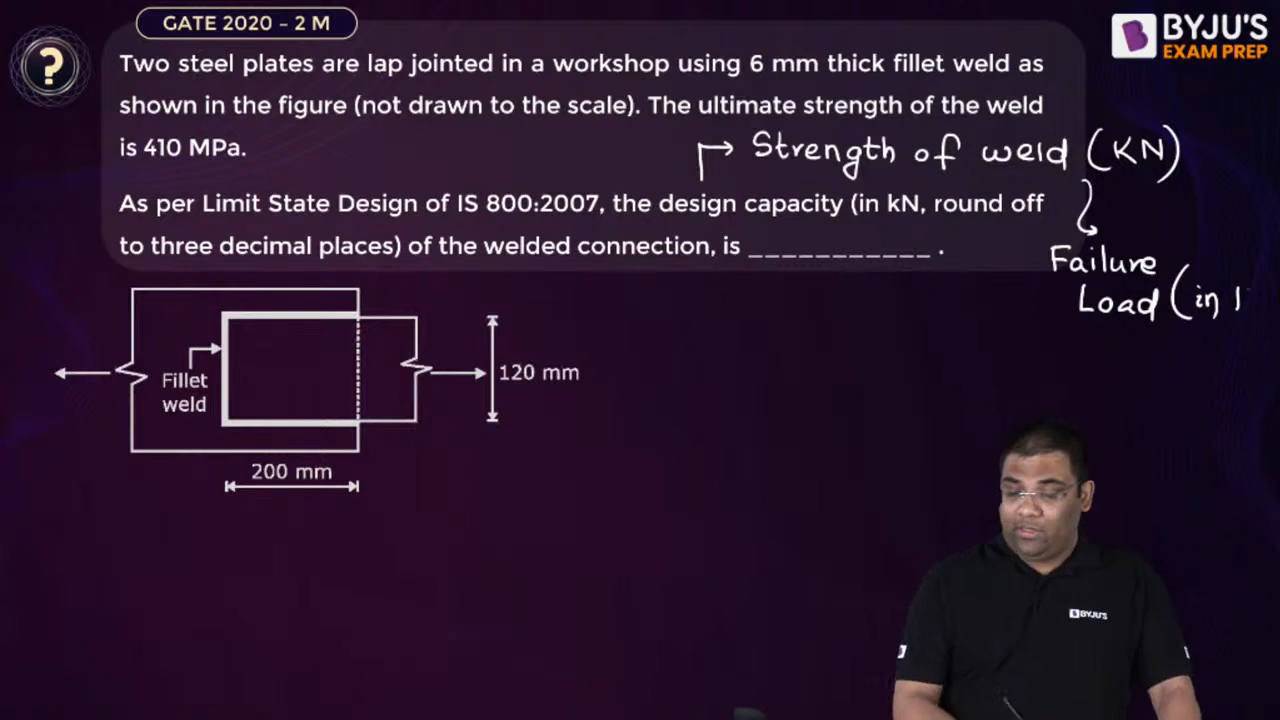 GATE 2020 – 2 M
BYJU'S
EXAM PREP
?
Two steel plates are lap jointed in a workshop using 6 mm thick fillet weld as
shown in the figure (not drawn to the scale). The ultimate strength of the weld
is 410 MPa.
Strength of weld (KN)
As per Limit State Design of IS 800:2007, the design capacity (in kN, round off
to three decimal places) of the welded connection, is ___________ .
Failure
Load (in
Fillet
weld
120 mm
200 mm
BYJU'S